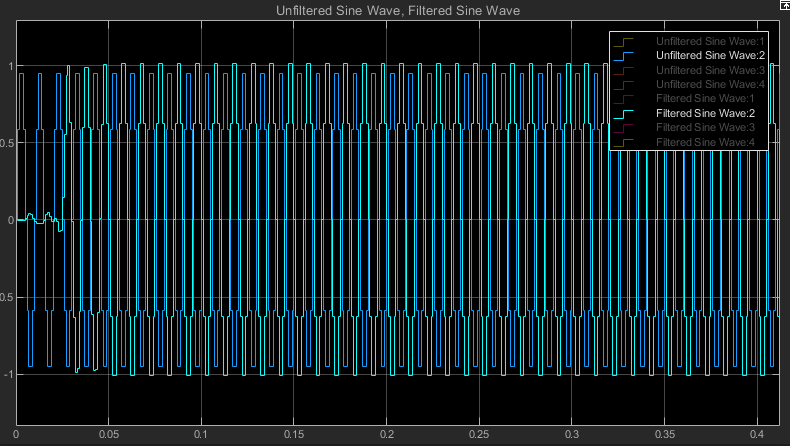 Unfiltered Sine Wave, Filtered Sine Wave
Unfiltered Sine Wave:1
Unfiltered Sine Wave:2
Unfiltered Sine Wave:3
Unfiltered Sine Wave:4
Filtered Sine Wave:1
Filtered Sine Wave:2
Filtered Sine Wave:3
Filtered Sine Wave:4
1
0.5
0
0.5
-1
0 0.05 0.1 0.15 0.2 0.25 0.3 0.35 0.4